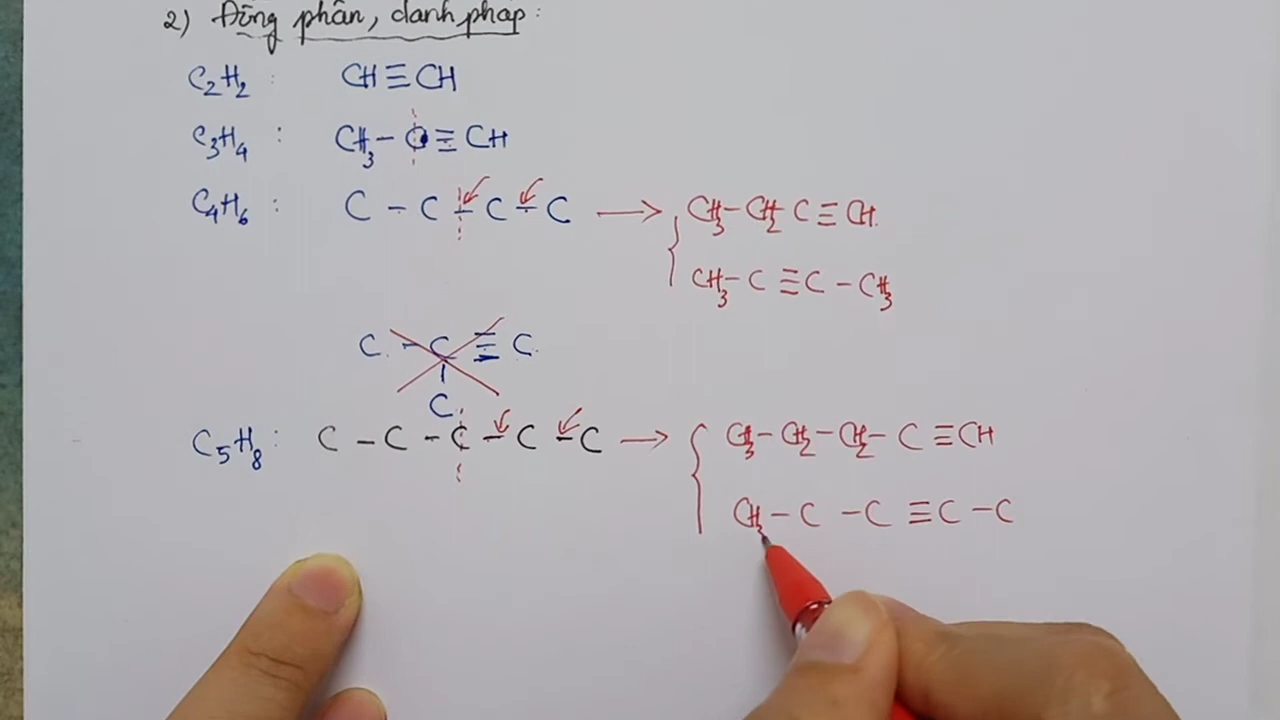 2) Đồng phân, danh pháp:
C₂H₂ : CH ≡ CH
C₃H₄ : CH₃ – C ≡ CH
C₄H₆ : C – C – C – C ⟶ CH₃ – CH₂ C ≡ CH
CH₃ – C ≡ C – CH₃
C – C ≡ C
C
C₅H₈ : C – C – C – C – C ⟶ CH₃ – CH₂ – CH₂ – C ≡ CH
CH₃ – C – C ≡ C – C